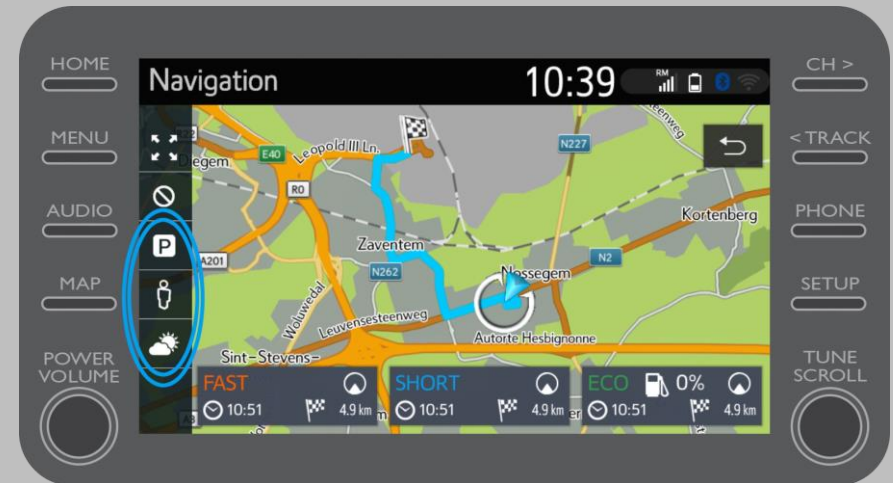 HOME
MENU
AUDIO
MAP
POWER
VOLUME
CH >
< TRACK
PHONE
SETUP
TUNE
SCROLL
Navigation
10:39
RM
P
E40
Leopold III Ln.
N227
R0
Kortenberg
A201
Zaventem
N262
Nossegem
N2
Woluwedal
Leuvensesteenweg
Autorte Hesbignonne
Sint-Stevens-
FAST
10:51
4.9 km
SHORT
10:51
4.9 km
ECO
0%
10:51
4.9 km